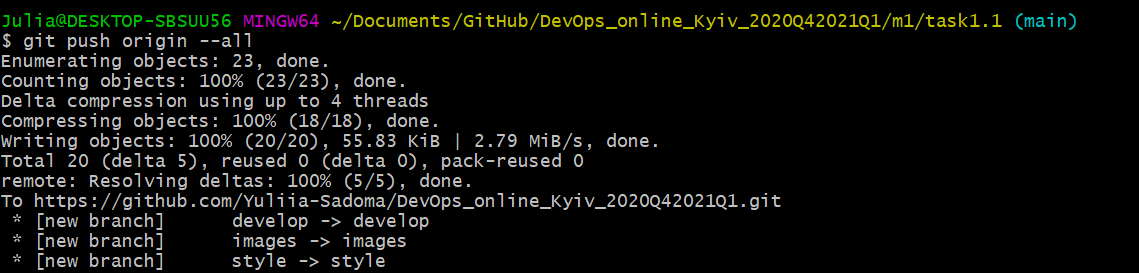 Julia@DESKTOP-SBSUU56 MINGW64 ~/Documents/GitHub/DevOps_online_Kyiv_2020Q42021Q1/m1/task1.1 (main)
$ git push origin --all
Enumerating objects: 23, done.
Counting objects: 100% (23/23), done.
Delta compression using up to 4 threads
Compressing objects: 100% (18/18), done.
Writing objects: 100% (20/20), 55.83 KiB | 2.79 MiB/s, done.
Total 20 (delta 5), reused 0 (delta 0), pack-reused 0
remote: Resolving deltas: 100% (5/5), done.
To https://github.com/Yuliia-Sadoma/DevOps_online_Kyiv_2020Q42021Q1.git
 * [new branch]      develop -> develop
 * [new branch]      images -> images
 * [new branch]      style -> style